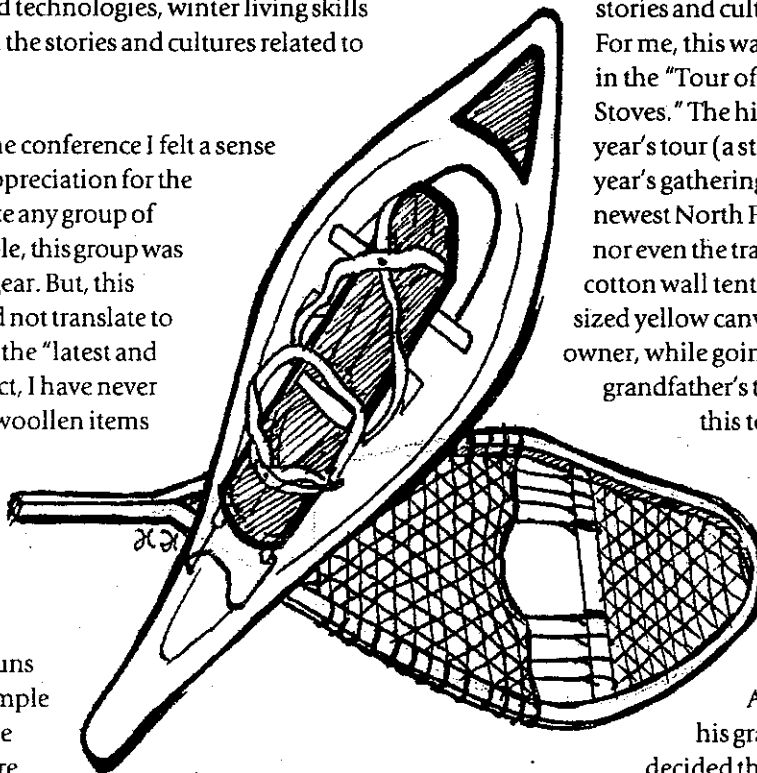 d technologies, winter living skills
the stories and cultures related to
ne conference I felt a sense
ppreciation for the
any group of
ple, this group was
gear. But, this
d not translate to
the "latest and
ct, I have never
woollen items
uns
mple
e
re
stories and cult
For me, this wa
in the "Tour of
Stoves." The hi
year's tour (a st
year's gathering
newest North F
nor even the tra
cotton wall tent
sized yellow canv
owner, while goin
grandfather's t
this te
A
his gra
decided th